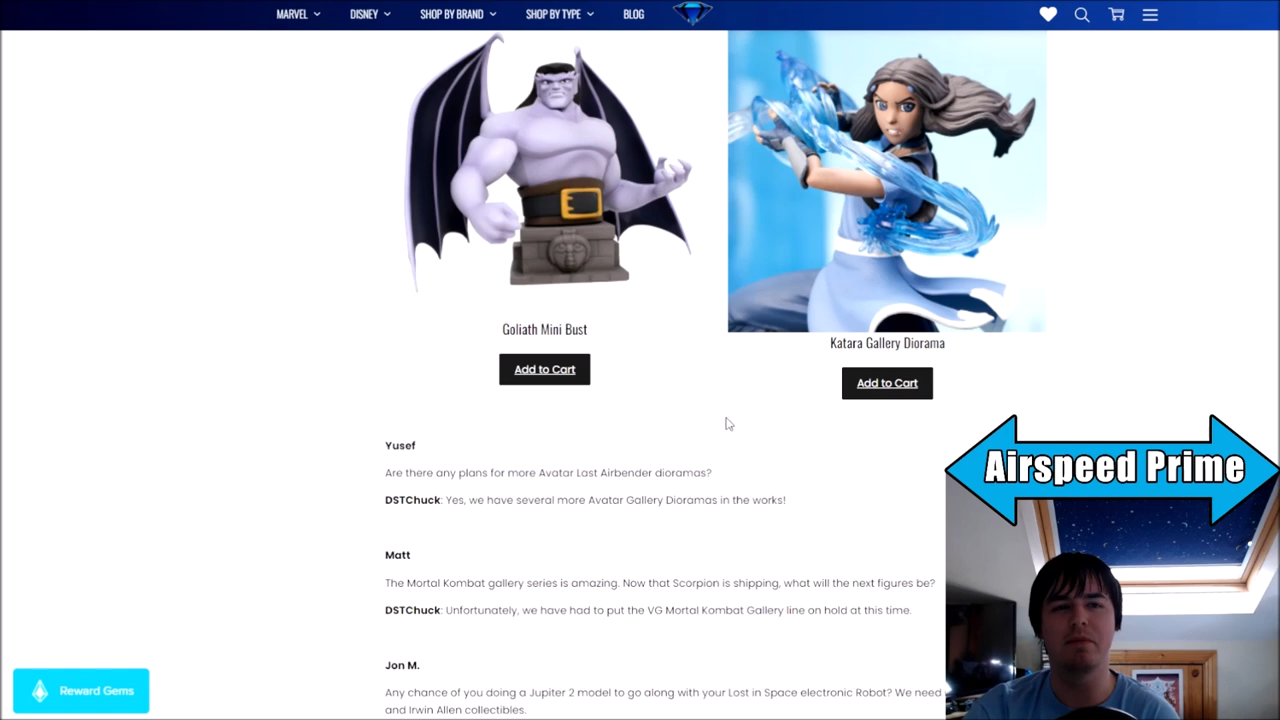 MARVEL DISNEY SHOP BY BRAND SHOP BY TYPE BLOG
Goliath Mini Bust
Add to Cart
Katara Gallery Diorama
Add to Cart
Yusef
Are there any plans for more Avatar Last Airbender dioramas?
DSTChuck: Yes, we have several more Avatar Gallery Dioramas in the works!
Matt
The Mortal Kombat gallery series is amazing. Now that Scorpion is shipping, what will the next figures be?
DSTChuck: Unfortunately, we have had to put the VG Mortal Kombat Gallery line on hold at this time.
Jon M.
Any chance of you doing a Jupiter 2 model to go along with your Lost in Space electronic Robot? We need
and Irwin Allen collectibles.
Reward Gems
Airspeed Prime